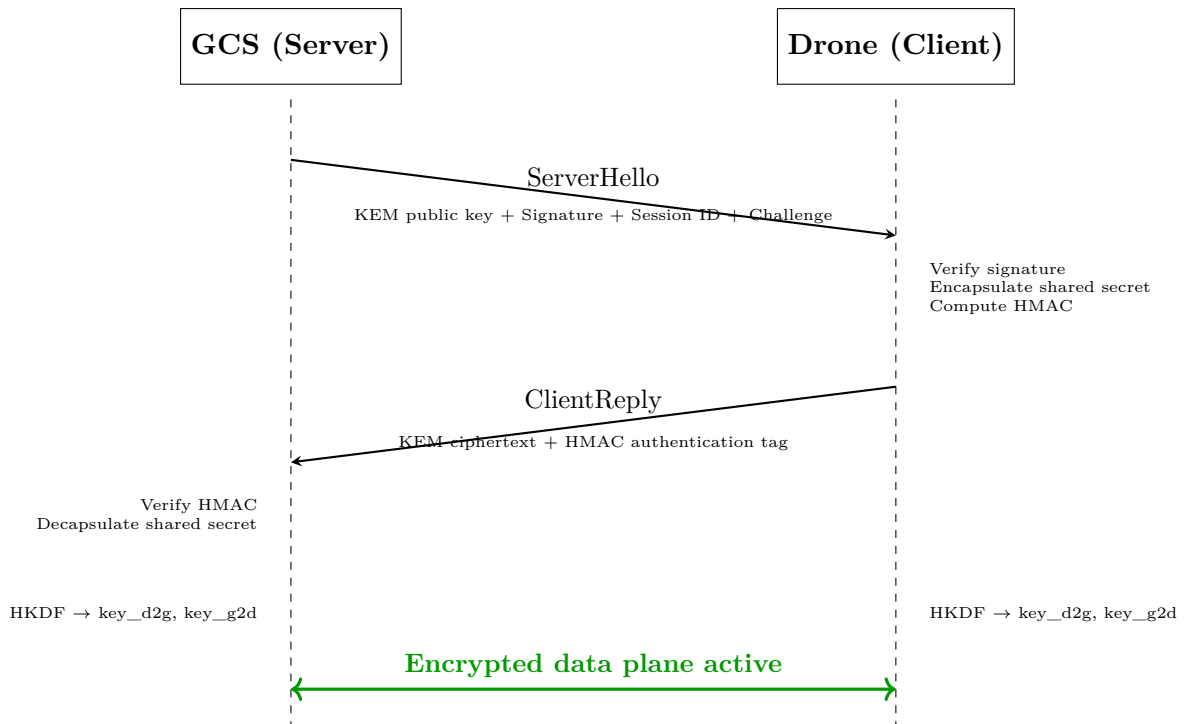 GCS (Server)
Drone (Client)
ServerHello
KEM public key + Signature + Session ID + Challenge
Verify signature
Encapsulate shared secret
Compute HMAC
ClientReply
KEM ciphertext + HMAC authentication tag
Verify HMAC
Decapsulate shared secret
HKDF → key_d2g, key_g2d
HKDF → key_d2g, key_g2d
Encrypted data plane active